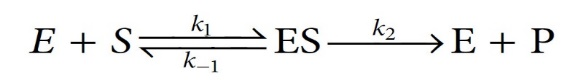 E + S k₁ ⇌ k₋₁ ES k₂ → E + P